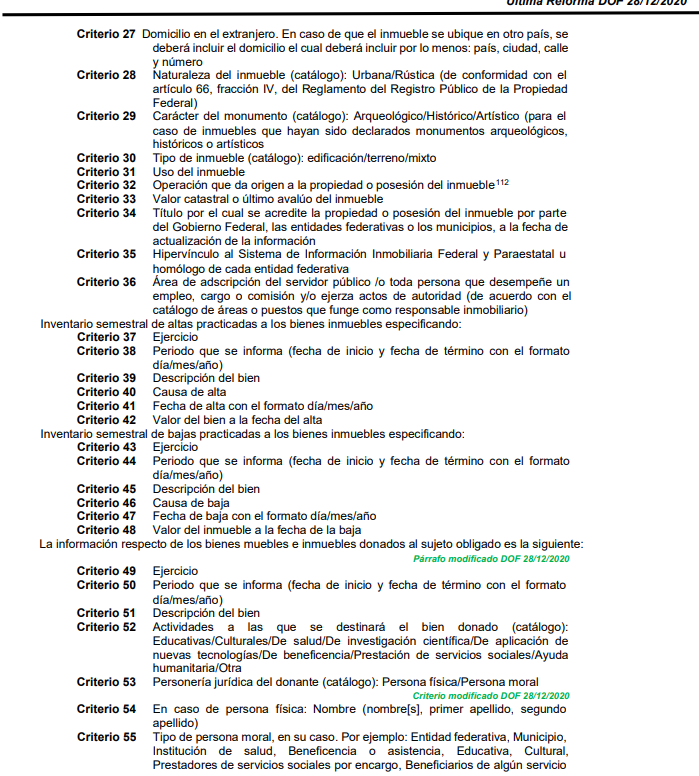 Última Reforma DOF 28/12/2020
Criterio 27 Domicilio en el extranjero. En caso de que el inmueble se ubique en otro país, se
deberá incluir el domicilio el cual deberá incluir por lo menos: país, ciudad, calle
y número
Criterio 28 Naturaleza del inmueble (catálogo): Urbana/Rústica (de conformidad con el
artículo 66, fracción IV, del Reglamento del Registro Público de la Propiedad
Federal)
Criterio 29 Carácter del monumento (catálogo): Arqueológico/Histórico/Artístico (para el
caso de inmuebles que hayan sido declarados monumentos arqueológicos,
históricos o artísticos
Criterio 30 Tipo de inmueble (catálogo): edificación/terreno/mixto
Criterio 31 Uso del inmueble
Criterio 32 Operación que da origen a la propiedad o posesión del inmueble 112
Criterio 33 Valor catastral o último avalúo del inmueble
Criterio 34 Título por el cual se acredite la propiedad o posesión del inmueble por parte
del Gobierno Federal, las entidades federativas o los municipios, a la fecha de
actualización de la información
Criterio 35 Hipervínculo al Sistema de Información Inmobiliaria Federal y Paraestatal u
homólogo de cada entidad federativa
Criterio 36 Área de adscripción del servidor público /o toda persona que desempeñe un
empleo, cargo o comisión y/o ejerza actos de autoridad (de acuerdo con el
catálogo de áreas o puestos que funge como responsable inmobiliario)
Inventario semestral de altas practicadas a los bienes inmuebles especificando:
Criterio 37 Ejercicio
Criterio 38 Periodo que se informa (fecha de inicio y fecha de término con el formato
día/mes/año)
Criterio 39 Descripción del bien
Criterio 40 Causa de alta
Criterio 41 Fecha de alta con el formato día/mes/año
Criterio 42 Valor del bien a la fecha del alta
Inventario semestral de bajas practicadas a los bienes inmuebles especificando:
Criterio 43 Ejercicio
Criterio 44 Periodo que se informa (fecha de inicio y fecha de término con el formato
día/mes/año)
Criterio 45 Descripción del bien
Criterio 46 Causa de baja
Criterio 47 Fecha de baja con el formato día/mes/año
Criterio 48 Valor del inmueble a la fecha de la baja
La información respecto de los bienes muebles e inmuebles donados al sujeto obligado es la siguiente:
Párrafo modificado DOF 28/12/2020
Criterio 49 Ejercicio
Criterio 50 Periodo que se informa (fecha de inicio y fecha de término con el formato
día/mes/año)
Criterio 51 Descripción del bien
Criterio 52 Actividades a las que se destinará el bien donado (catálogo):
Educativas/Culturales/De salud/De investigación científica/De aplicación de
nuevas tecnologías/De beneficencia/Prestación de servicios sociales/Ayuda
humanitaria/Otra
Criterio 53 Personería jurídica del donante (catálogo): Persona física/Persona moral
Criterio modificado DOF 28/12/2020
Criterio 54 En caso de persona física: Nombre (nombre[s], primer apellido, segundo
apellido)
Criterio 55 Tipo de persona moral, en su caso. Por ejemplo: Entidad federativa, Municipio,
Institución de salud, Beneficencia o asistencia, Educativa, Cultural,
Prestadores de servicios sociales por encargo, Beneficiarios de algún servicio